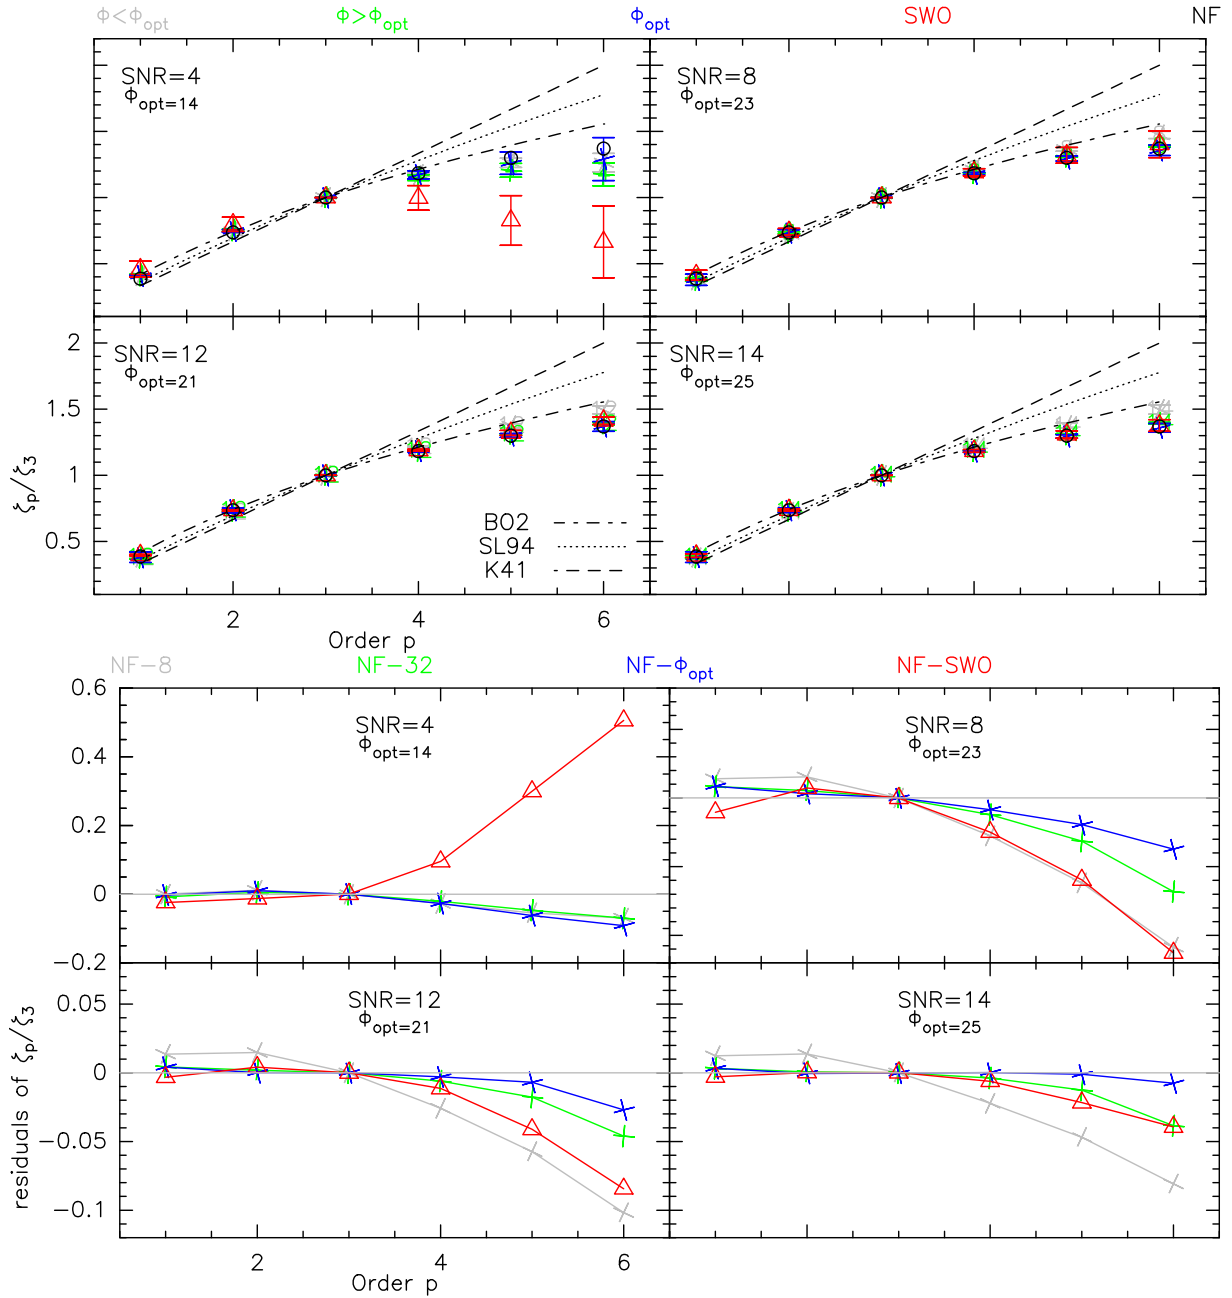 Φ<Φopt Φ>Φopt Φopt SWO NF
SNR=4 SNR=8
Φopt=14 Φopt=23
SNR=12 SNR=14
Φopt=21 Φopt=25
2
1.5
1
0.5
ζp/ζ3
B02
SL94
K41
2 4 6
Order p
NF−8 NF−32 NF−Φopt NF−SWO
0.6
0.4
0.2
0
−0.2
SNR=4 SNR=8
Φopt=14 Φopt=23
SNR=12 SNR=14
Φopt=21 Φopt=25
0.05
0
−0.05
−0.1
residuals of ζp/ζ3
2 4 6
Order p